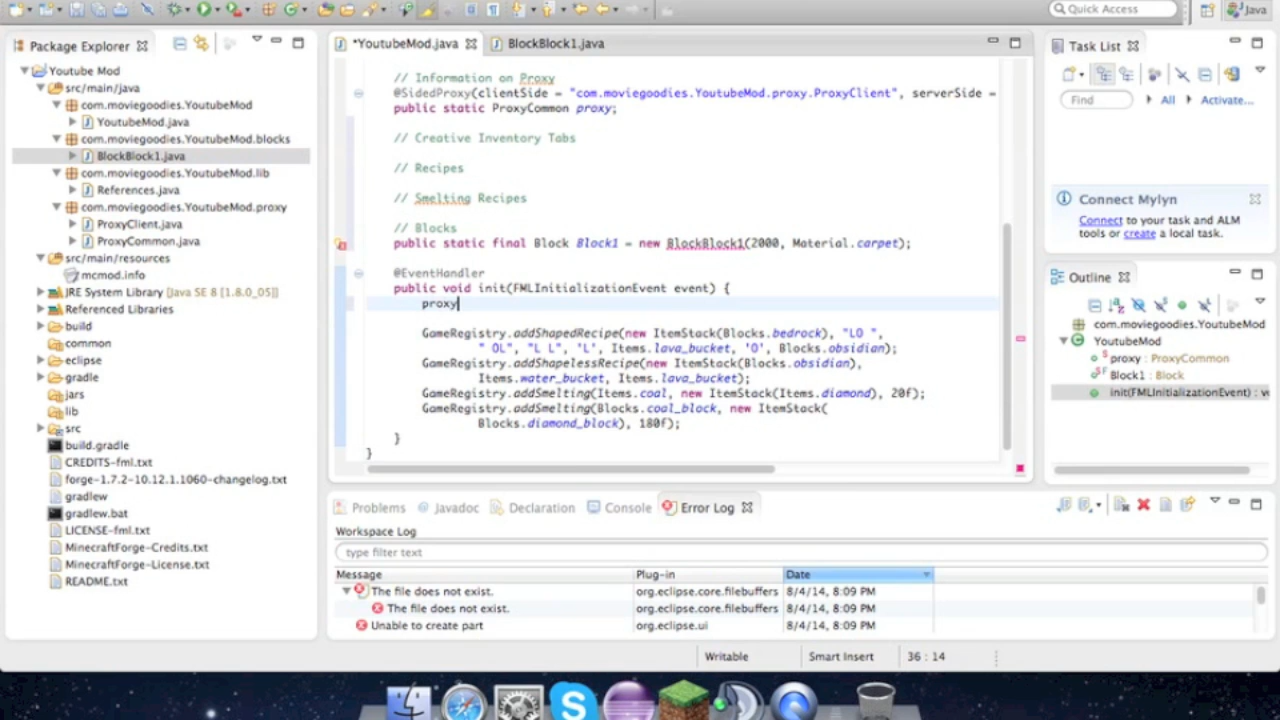 Quick Access
Java
Package Explorer
Youtube Mod
src/main/java
com.moviegoodies.YoutubeMod
YoutubeMod.java
com.moviegoodies.YoutubeMod.blocks
BlockBlock1.java
com.moviegoodies.YoutubeMod.lib
References.java
com.moviegoodies.YoutubeMod.proxy
ProxyClient.java
ProxyCommon.java
src/main/resources
mcmod.info
JRE System Library [Java SE 8 [1.8.0_05]]
Referenced Libraries
build
common
eclipse
gradle
jars
lib
src
build.gradle
CREDITS-fml.txt
forge-1.7.2-10.12.1.1060-changelog.txt
gradlew
gradlew.bat
LICENSE-fml.txt
MinecraftForge-Credits.txt
MinecraftForge-License.txt
README.txt
*YoutubeMod.java
BlockBlock1.java
// Information on Proxy
@SidedProxy(clientSide = "com.moviegoodies.YoutubeMod.proxy.ProxyClient", serverSide =
public static ProxyCommon proxy;
// Creative Inventory Tabs
// Recipes
// Smelting Recipes
// Blocks
public static final Block Block1 = new BlockBlock1(2000, Material.carpet);
@EventHandler
public void init(FMLInitializationEvent event) {
proxy
GameRegistry.addShapedRecipe(new ItemStack(Blocks.bedrock), "LO ",
" OL", "L L", 'L', Items.lava_bucket, 'O', Blocks.obsidian);
GameRegistry.addShapelessRecipe(new ItemStack(Blocks.obsidian),
Items.water_bucket, Items.lava_bucket);
GameRegistry.addSmelting(Items.coal, new ItemStack(Items.diamond), 20f);
GameRegistry.addSmelting(Blocks.coal_block, new ItemStack(
Blocks.diamond_block), 180f);
}
}
Task List
Find
All
Activate...
Connect Mylyn
Connect to your task and ALM
tools or create a local task.
Outline
com.moviegoodies.YoutubeMod
YoutubeMod
proxy : ProxyCommon
Block1 : Block
init(FMLInitializationEvent) : vo
Problems
Javadoc
Declaration
Console
Error Log
Workspace Log
type filter text
Message Plug-in Date
The file does not exist. org.eclipse.core.filebuffers 8/4/14, 8:09 PM
The file does not exist. org.eclipse.core.filebuffers 8/4/14, 8:09 PM
Unable to create part org.eclipse.ui 8/4/14, 8:09 PM
Writable
Smart Insert
36 : 14